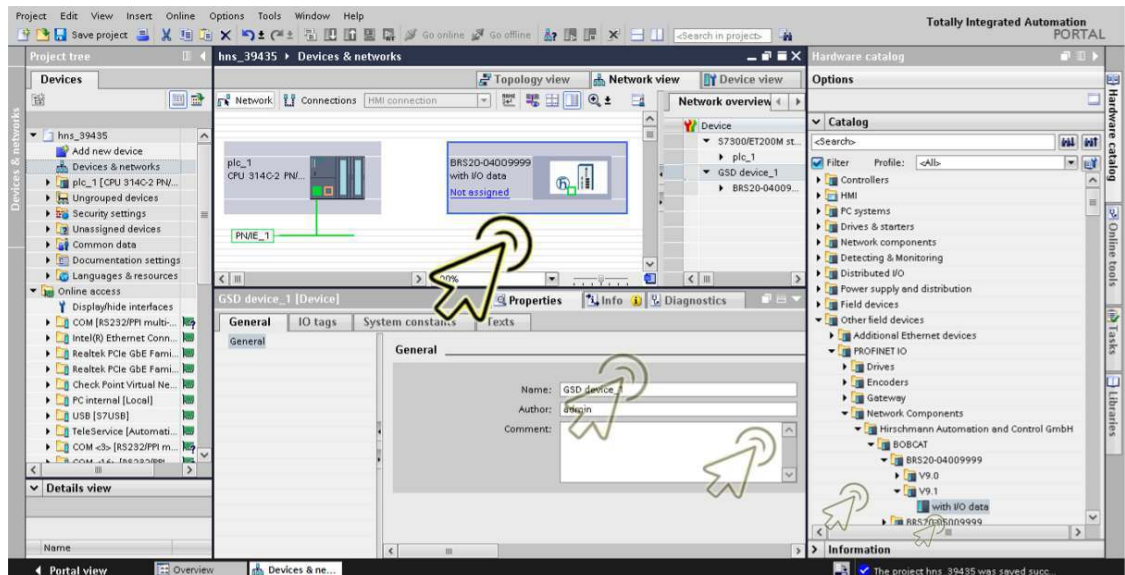 Project Edit View Insert Online Options Tools Window Help
Totally Integrated Automation
PORTAL
Save project Go online Go offline <Search in project>
Project tree
hns_39435 ▸ Devices & networks
Hardware catalog
Devices
Topology view Network view Device view
Options
Network Connections HMI connection
Network overview
hns_39435
Add new device
Devices & networks
plc_1 [CPU 314C-2 PN/...
Ungrouped devices
Security settings
Unassigned devices
Common data
Documentation settings
Languages & resources
Online access
Display/hide interfaces
COM [RS232/PPI multi-...
Intel(R) Ethernet Conn...
Realtek PCIe GbE Fami...
Realtek PCIe GbE Fami...
Check Point Virtual Ne...
PC internal [Local]
USB [S7USB]
TeleService [Automati...
COM <3> [RS232/PPI m...
Details view
Name
plc_1
CPU 314C-2 PN/...
BRS20-04009999
with I/O data
Not assigned
PN/IE_1
Device
S7300/ET200M st...
plc_1
GSD device_1
BRS20-04009...
GSD device_1 [Device]
Properties Info Diagnostics
General IO tags System constants Texts
General
General
Name: GSD device_1
Author: admin
Comment:
Catalog
<Search>
Filter Profile: <All>
Controllers
HMI
PC systems
Drives & starters
Network components
Detecting & Monitoring
Distributed I/O
Power supply and distribution
Field devices
Other field devices
Additional Ethernet devices
PROFINET IO
Drives
Encoders
Gateway
Network Components
Hirschmann Automation and Control GmbH
BOBCAT
BRS20-04009999
V9.0
V9.1
with I/O data
BRS20-05009999
Information
Devices & networks
Hardware catalog
Online tools
Tasks
Libraries
Portal view Overview Devices & ne...
The project hns_39435 was saved succ...